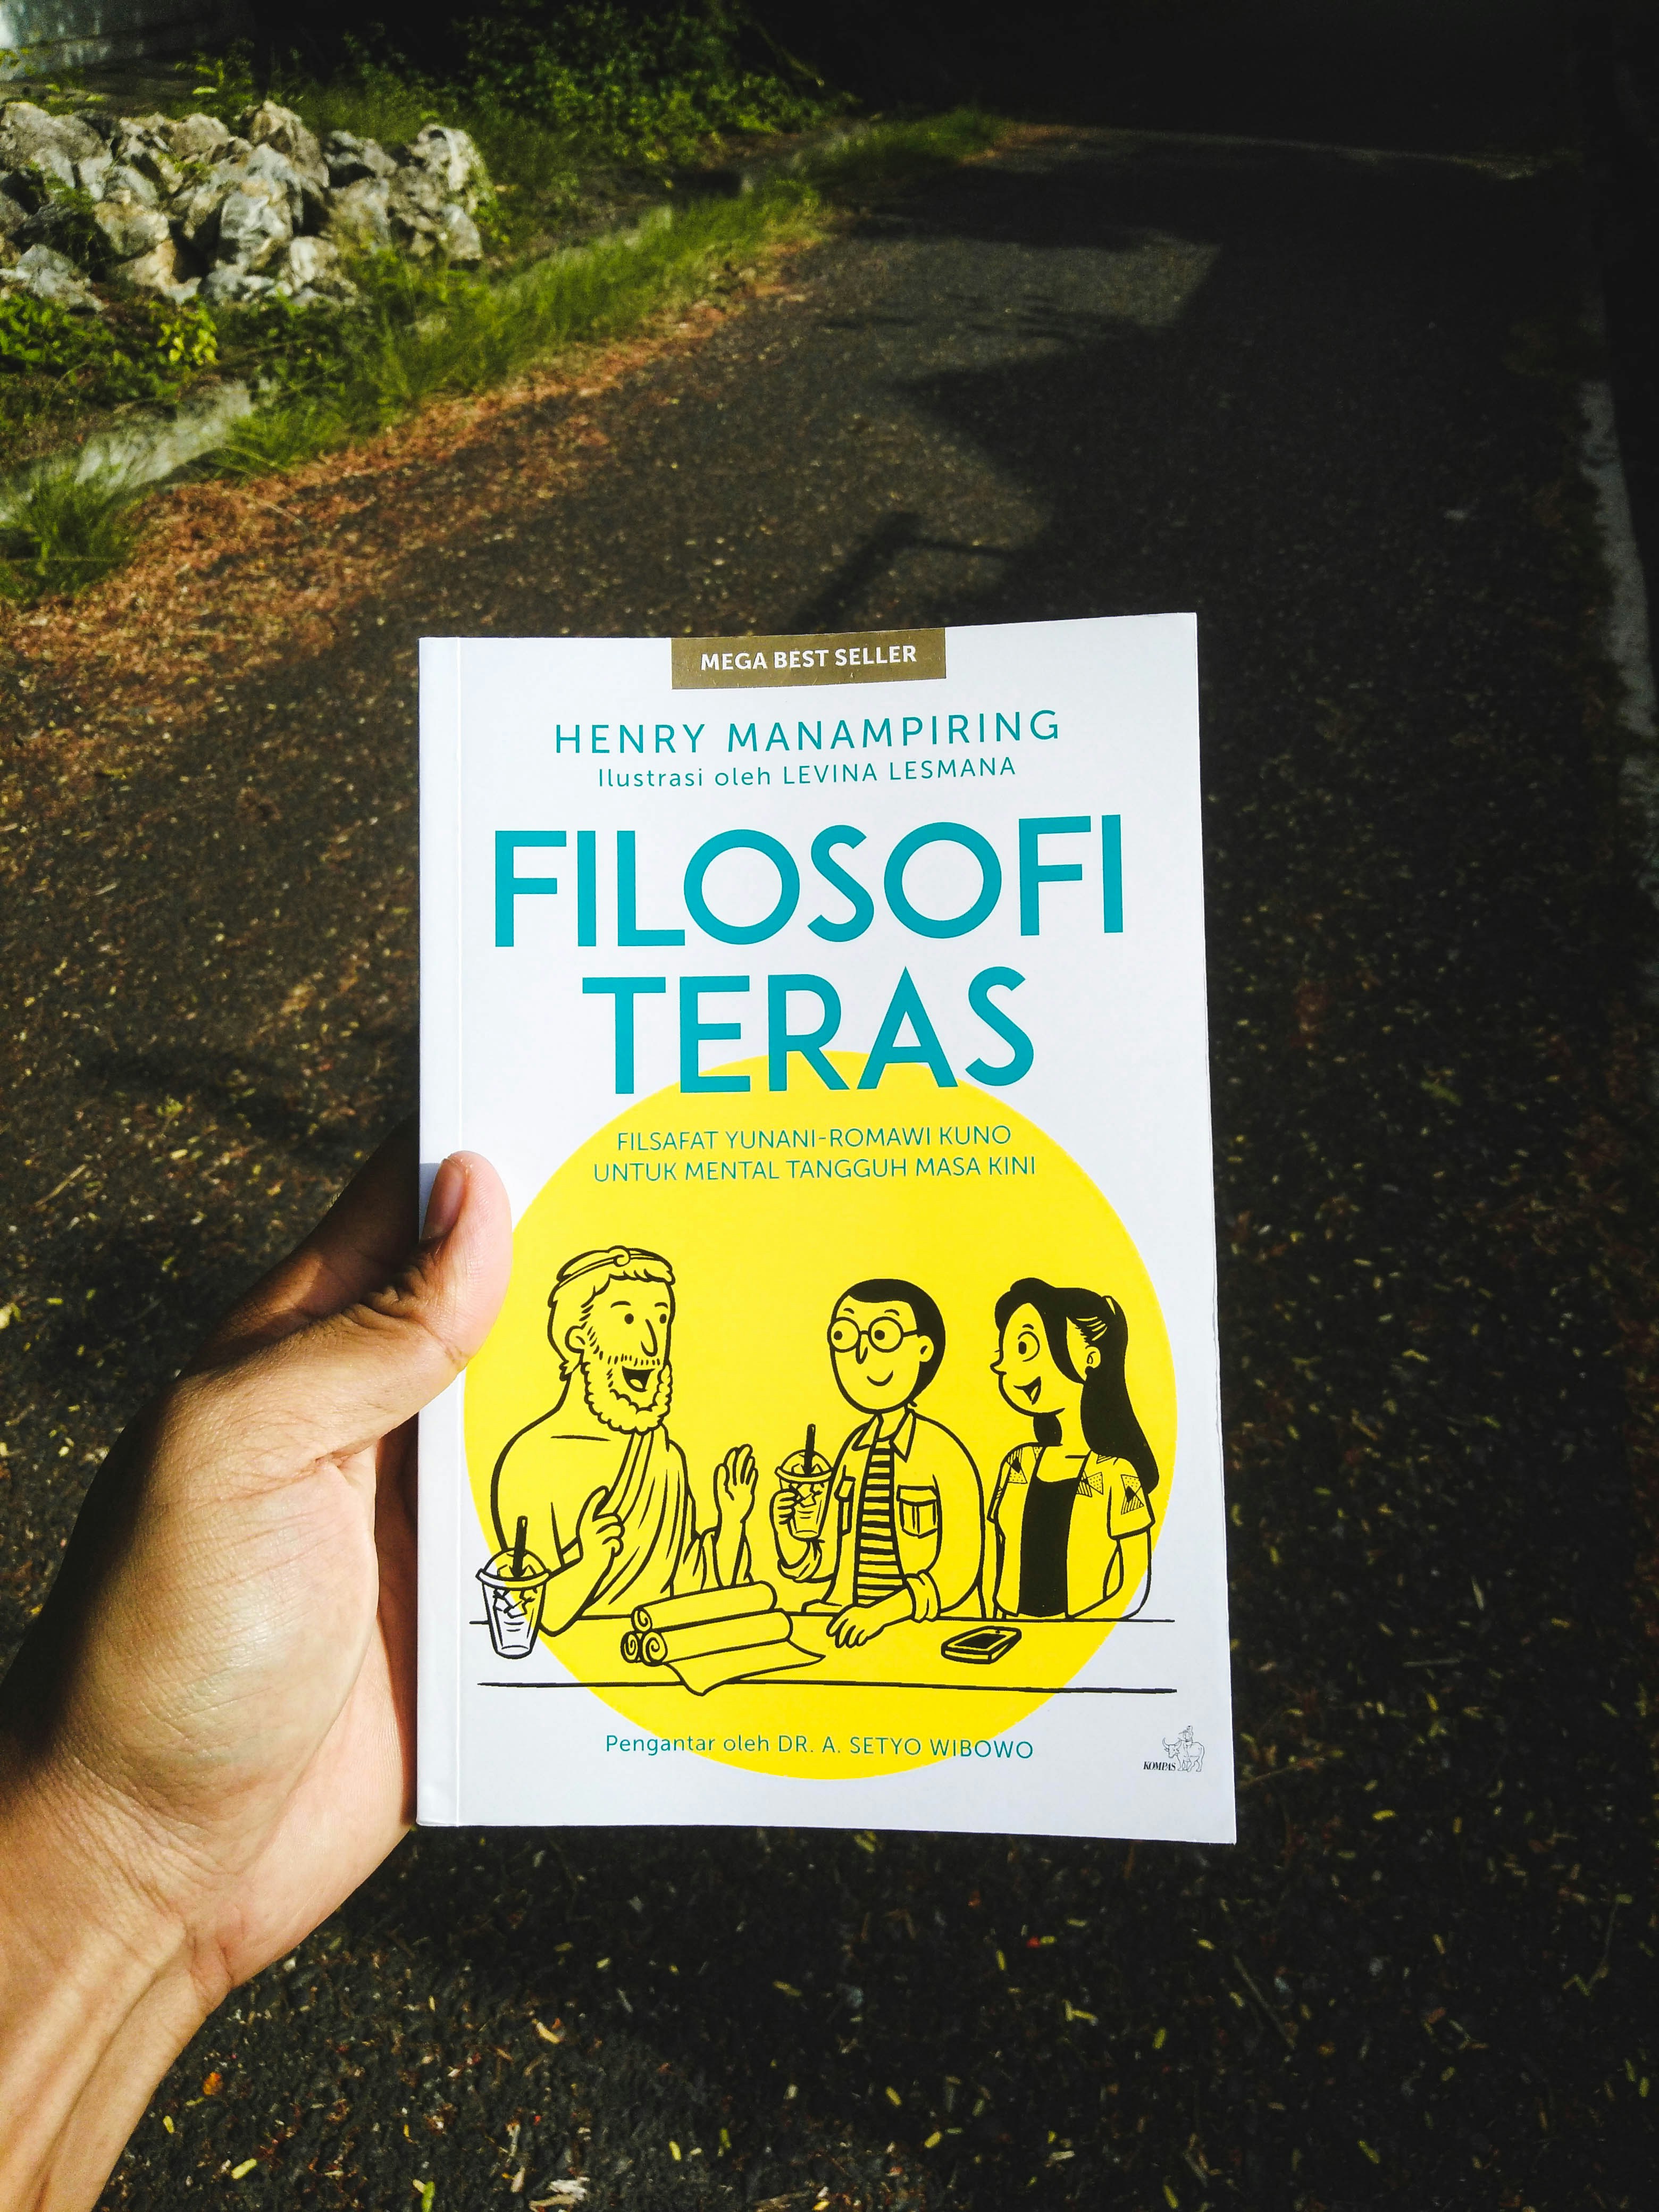 MEGA BEST SELLER
HENRY MANAMPIRING
Ilustrasi oleh LEVINA LESMANA
FILOSOFI
TERAS
FILSAFAT YUNANI-ROMAWI KUNO
UNTUK MENTAL TANGGUH MASA KINI
Pengantar oleh DR. A. SETYO WIBOWO
KOMPAS